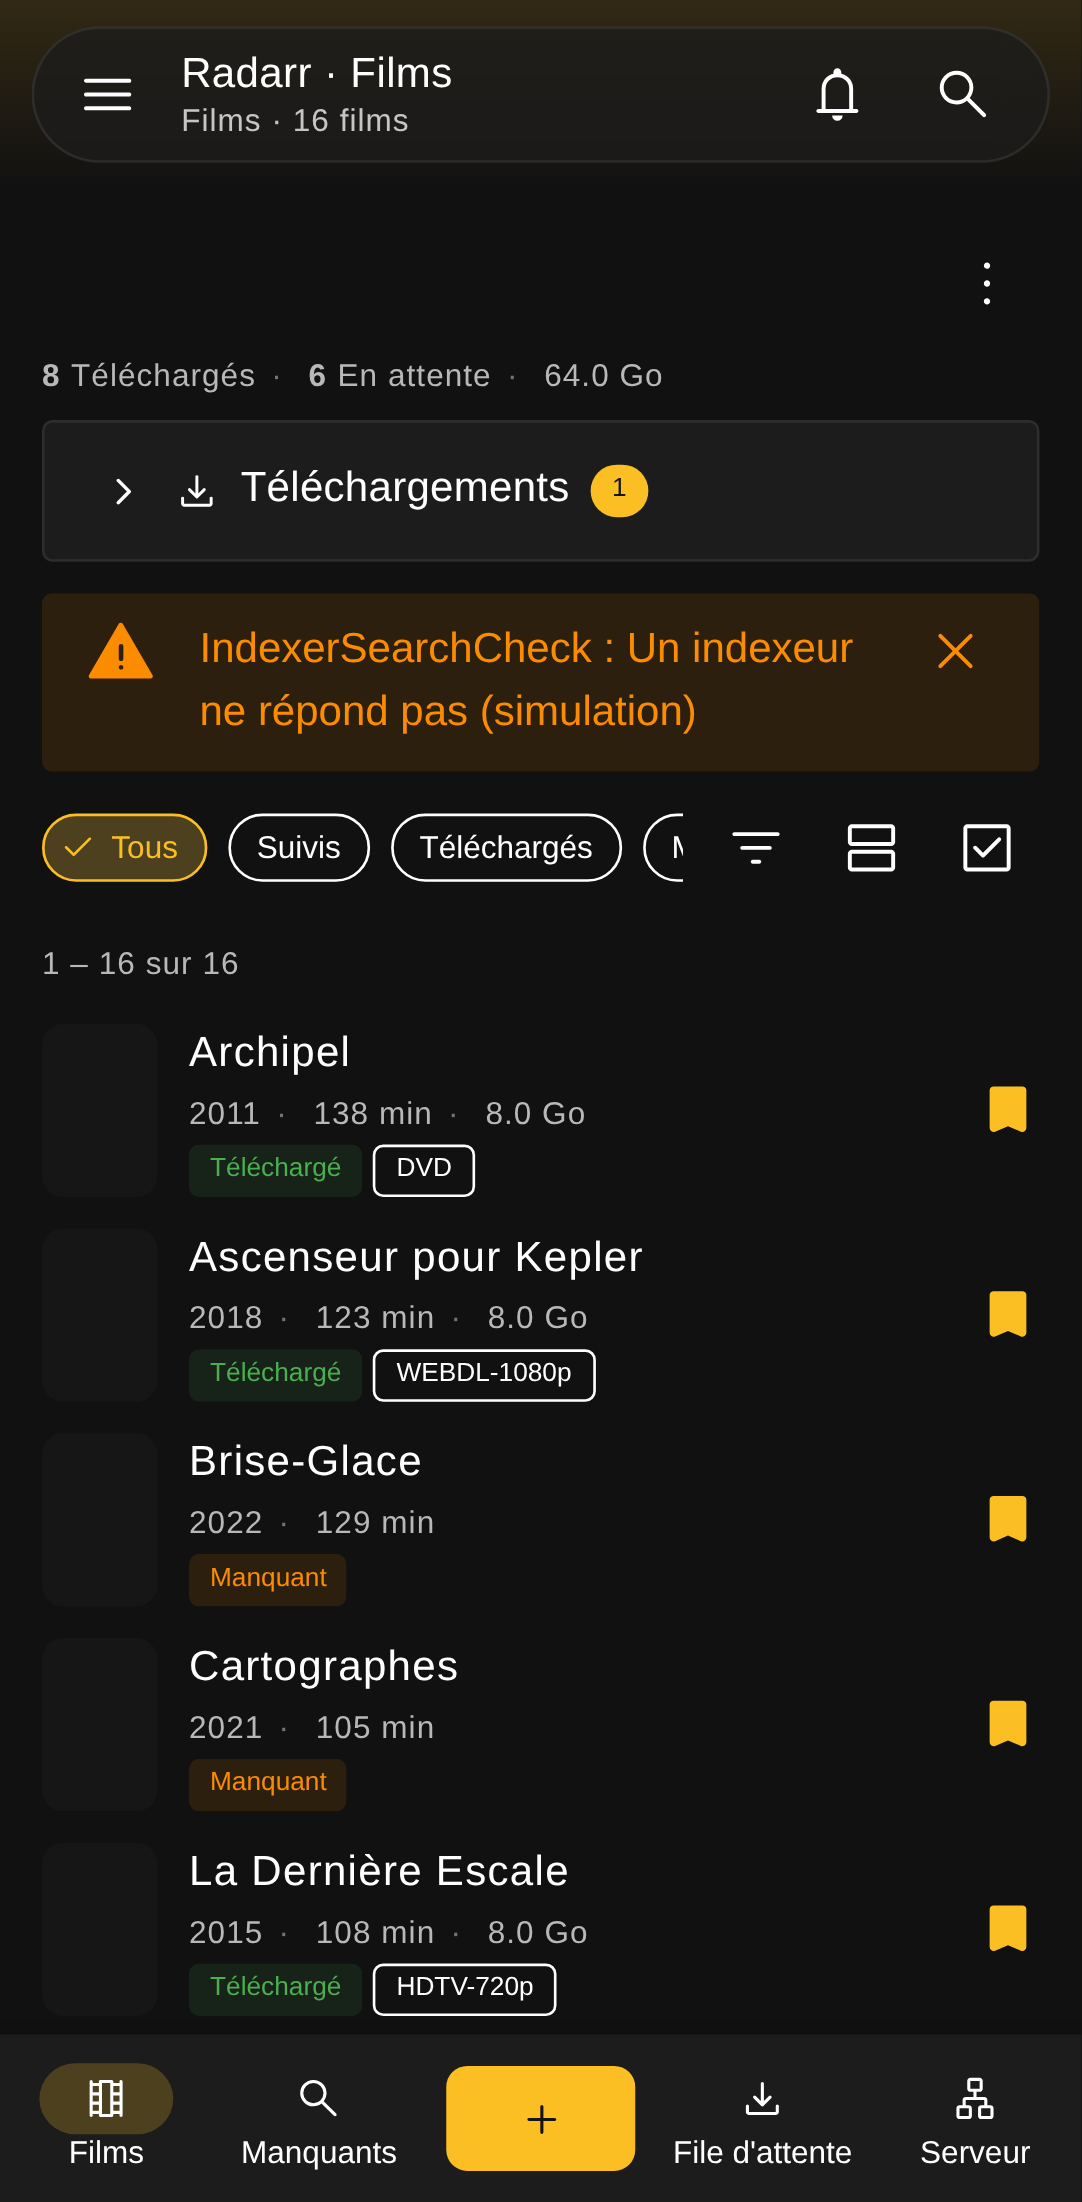 Radarr · Films
Films · 16 films
8 Téléchargés · 6 En attente · 64.0 Go
Téléchargements 1
IndexerSearchCheck : Un indexeur
ne répond pas (simulation)
Tous Suivis Téléchargés
1 – 16 sur 16
Archipel
2011 · 138 min · 8.0 Go
Téléchargé DVD
Ascenseur pour Kepler
2018 · 123 min · 8.0 Go
Téléchargé WEBDL-1080p
Brise-Glace
2022 · 129 min
Manquant
Cartographes
2021 · 105 min
Manquant
La Dernière Escale
2015 · 108 min · 8.0 Go
Téléchargé HDTV-720p
Films Manquants + File d'attente Serveur